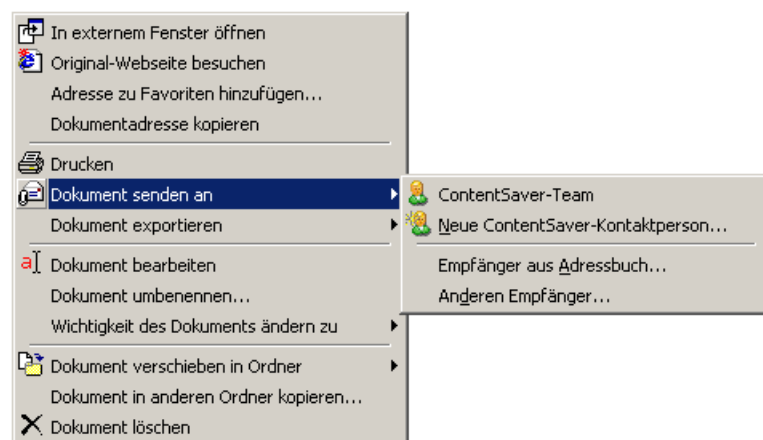 In externem Fenster öffnen
Original-Webseite besuchen
Adresse zu Favoriten hinzufügen...
Dokumentadresse kopieren
Drucken
Dokument senden an
Dokument exportieren
Dokument bearbeiten
Dokument umbenennen...
Wichtigkeit des Dokuments ändern zu
Dokument verschieben in Ordner
Dokument in anderen Ordner kopieren...
Dokument löschen
ContentSaver-Team
Neue ContentSaver-Kontaktperson...
Empfänger aus Adressbuch...
Anderen Empfänger...